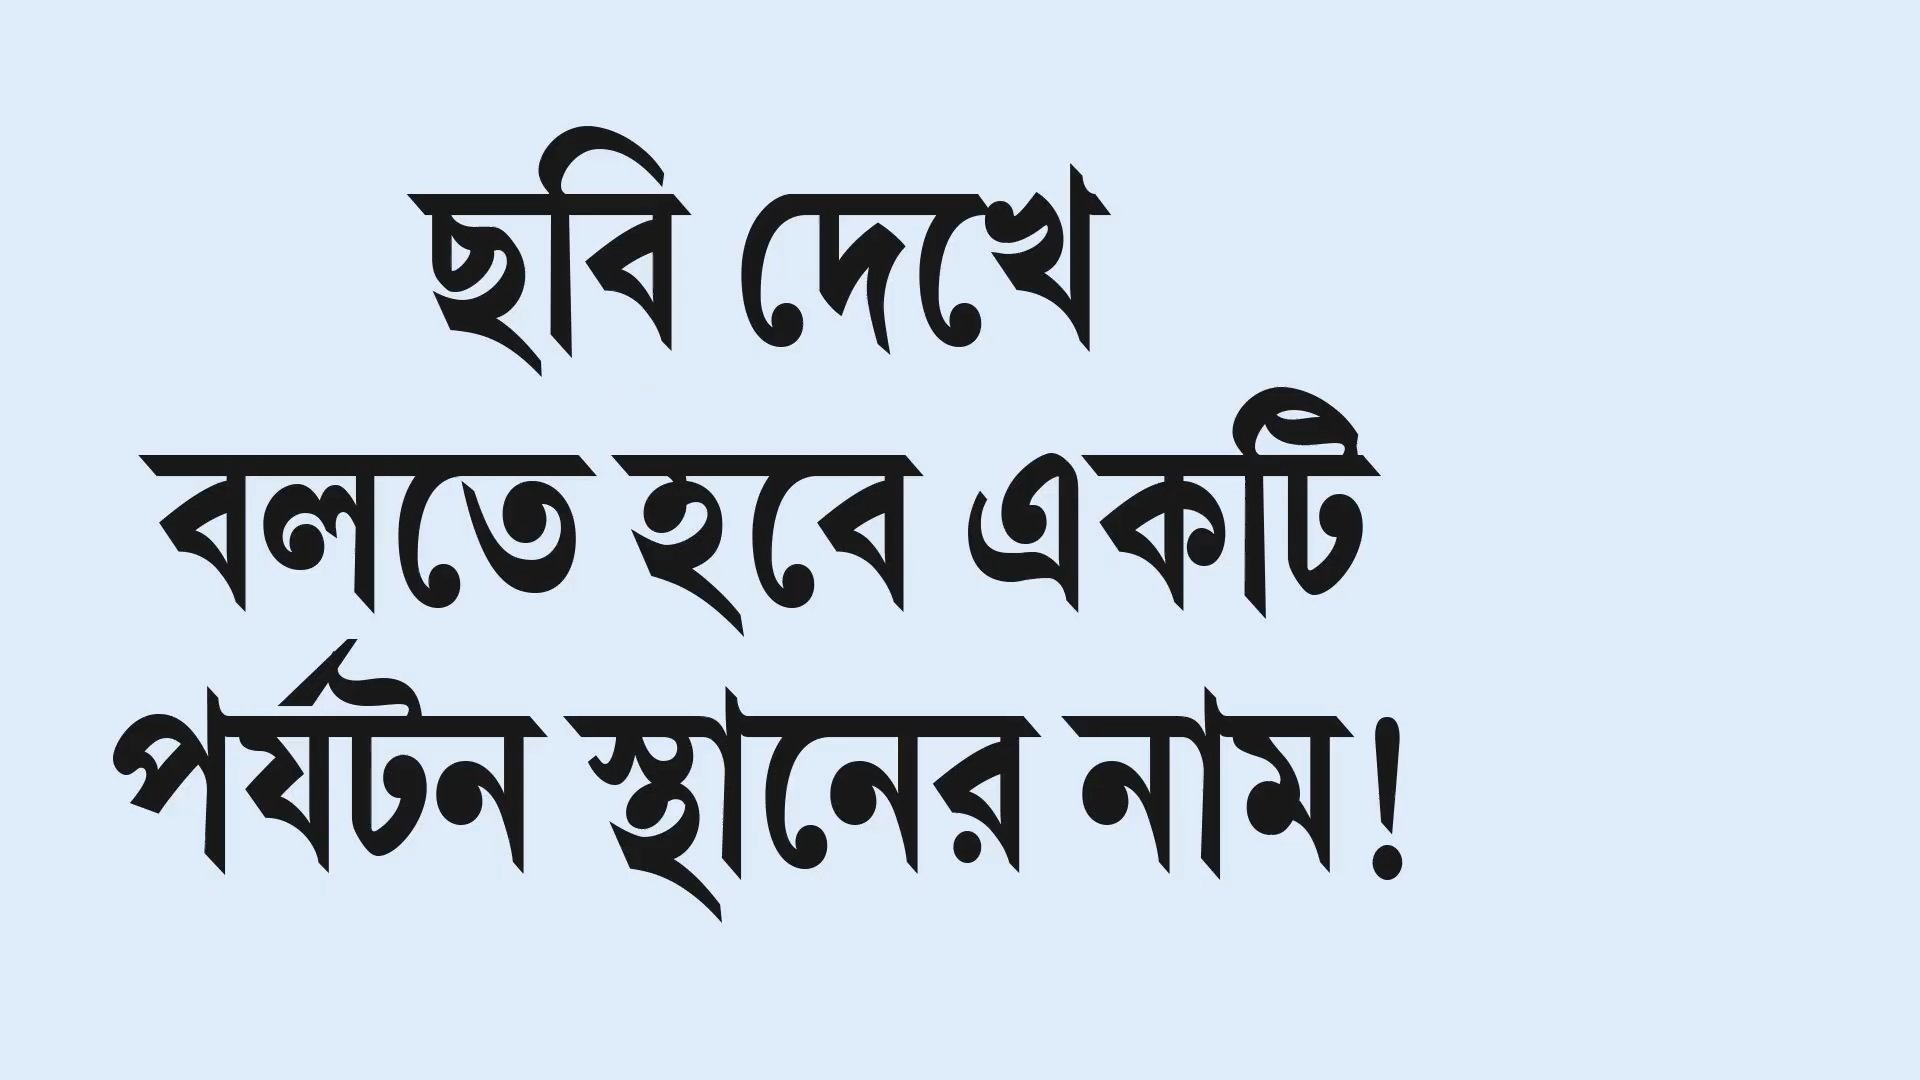 ছবি দেখে
বলতে হবে একটি
পর্যটন স্থানের নাম!